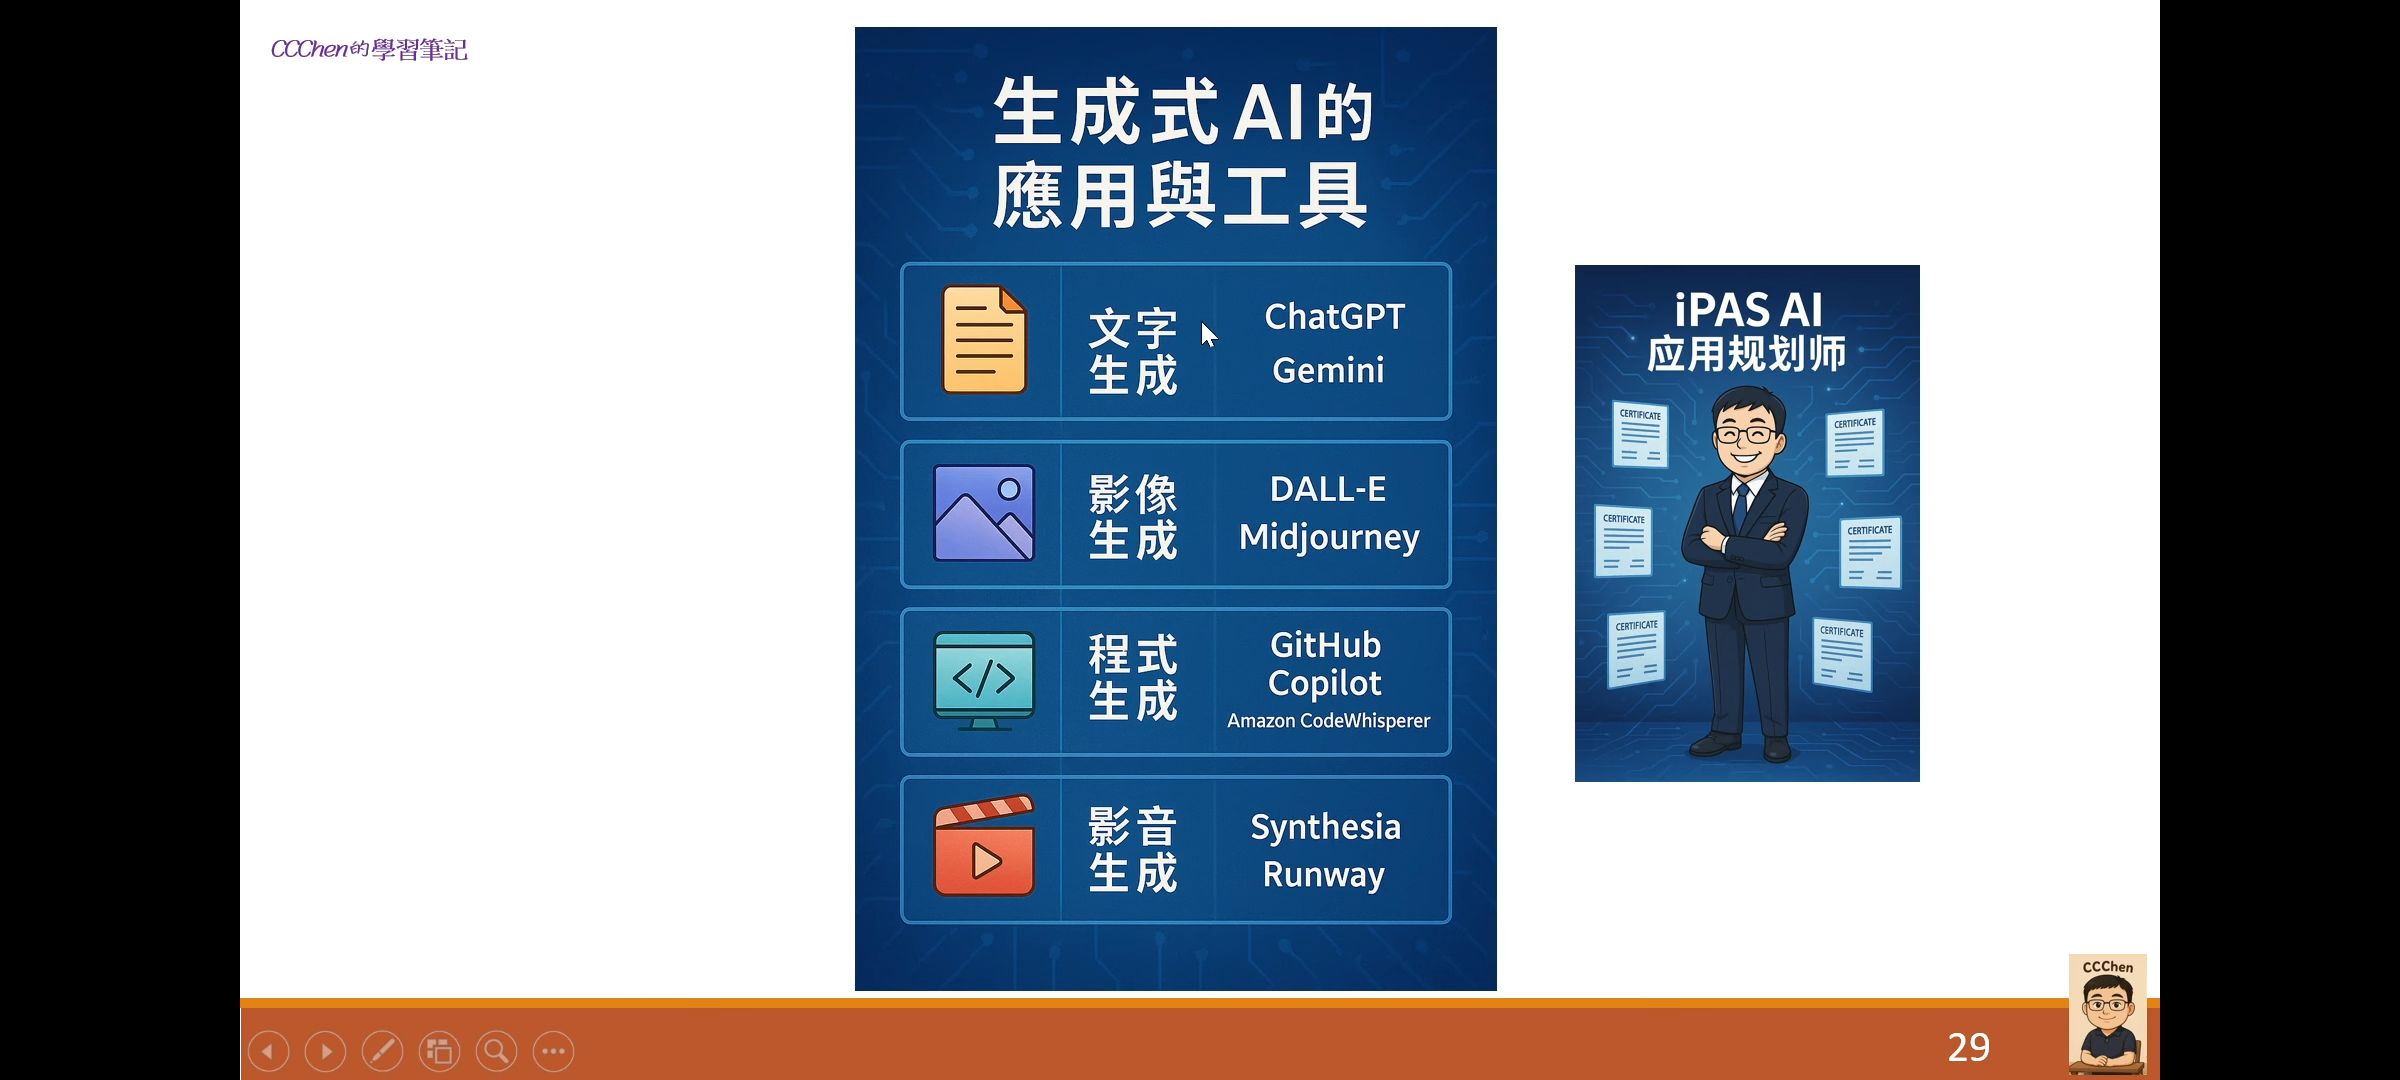 CCChen的學習筆記
生成式AI的
應用與工具
文字
生成
ChatGPT
Gemini
影像
生成
DALL-E
Midjourney
程式
生成
GitHub
Copilot
Amazon CodeWhisperer
影音
生成
Synthesia
Runway
iPAS AI
应用规划师
CERTIFICATE
CERTIFICATE
CERTIFICATE
CERTIFICATE
CERTIFICATE
CERTIFICATE
29
CCChen